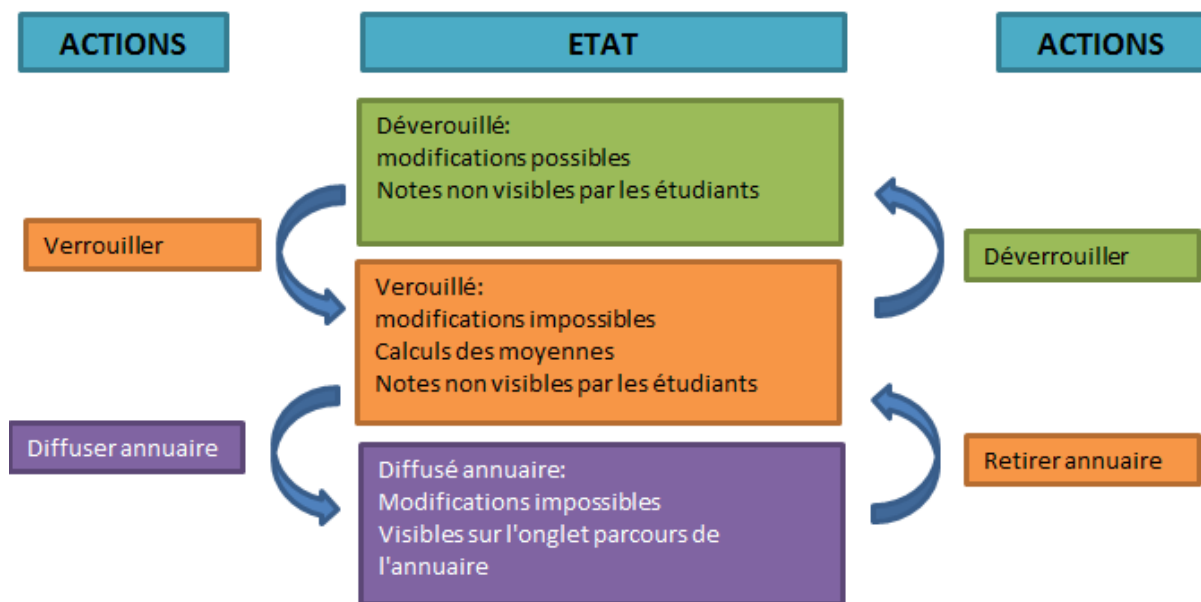 ACTIONS
ETAT
ACTIONS
Déverouillé:
modifications possibles
Notes non visibles par les étudiants
Verrouiller
Déverrouiller
Verouillé:
modifications impossibles
Calculs des moyennes
Notes non visibles par les étudiants
Diffuser annuaire
Retirer annuaire
Diffusé annuaire:
Modifications impossibles
Visibles sur l'onglet parcours de
l'annuaire